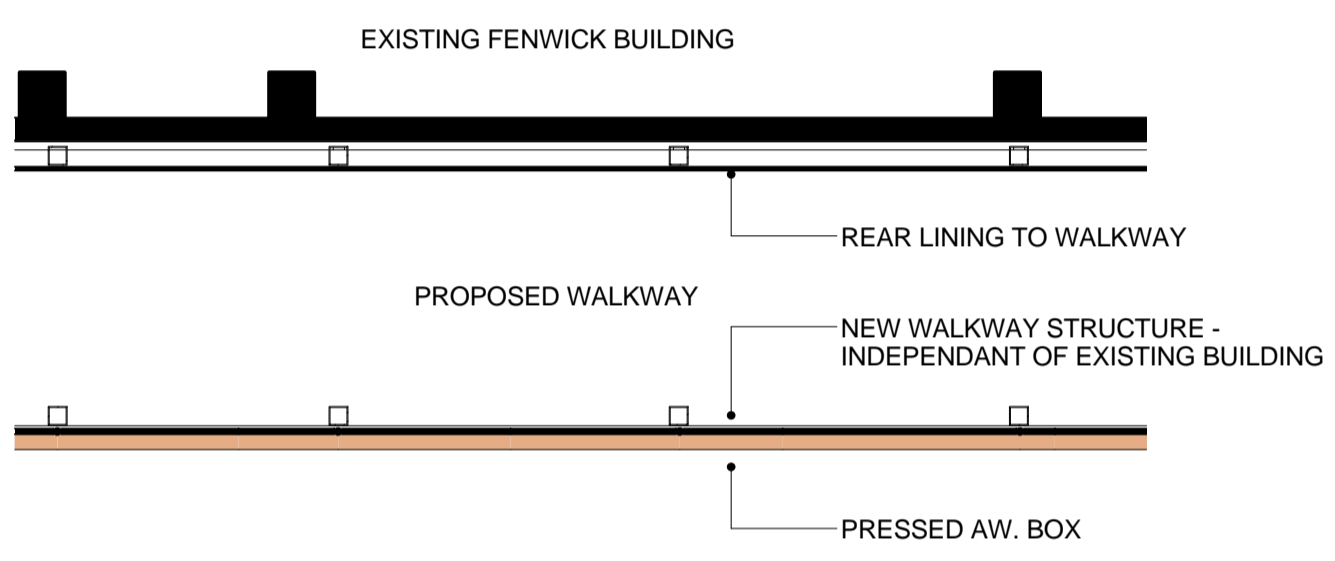 EXISTING FENWICK BUILDING
REAR LINING TO WALKWAY
PROPOSED WALKWAY
NEW WALKWAY STRUCTURE -
INDEPENDANT OF EXISTING BUILDING
PRESSED AW. BOX